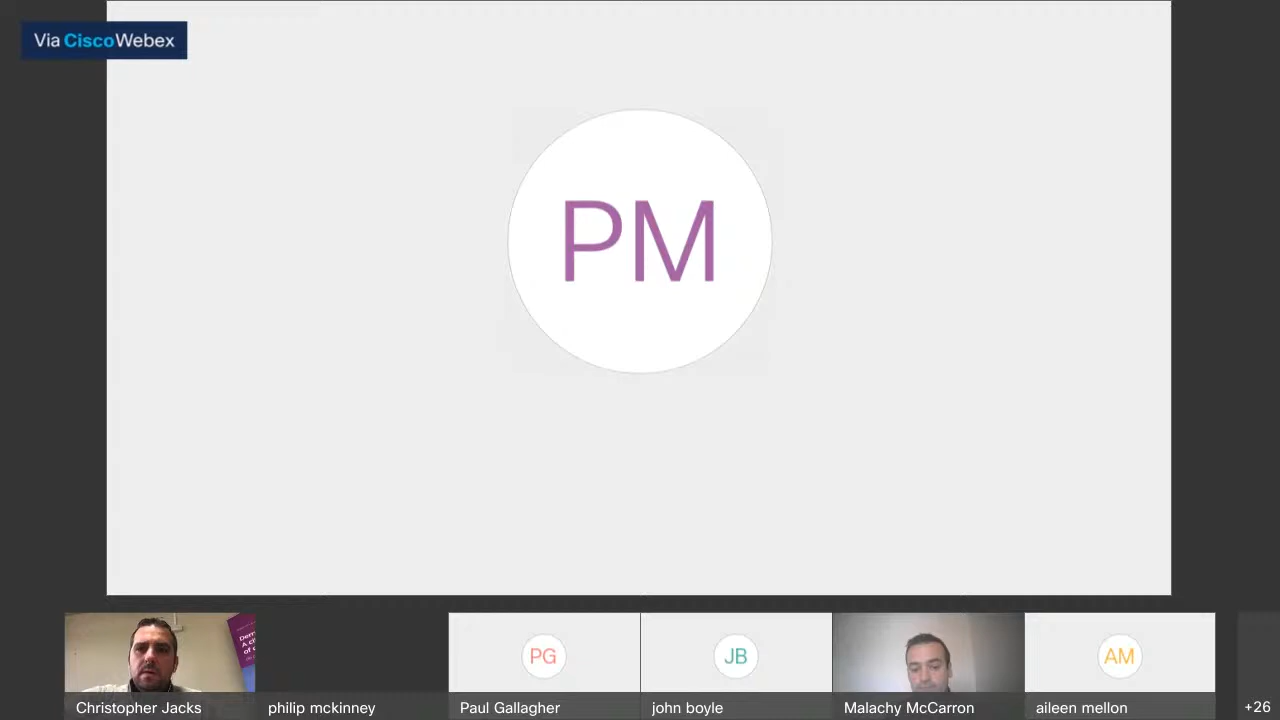 Via CiscoWebex
PM
PG
JB
AM
Christopher Jacks
philip mckinney
Paul Gallagher
john boyle
Malachy McCarron
aileen mellon
+26